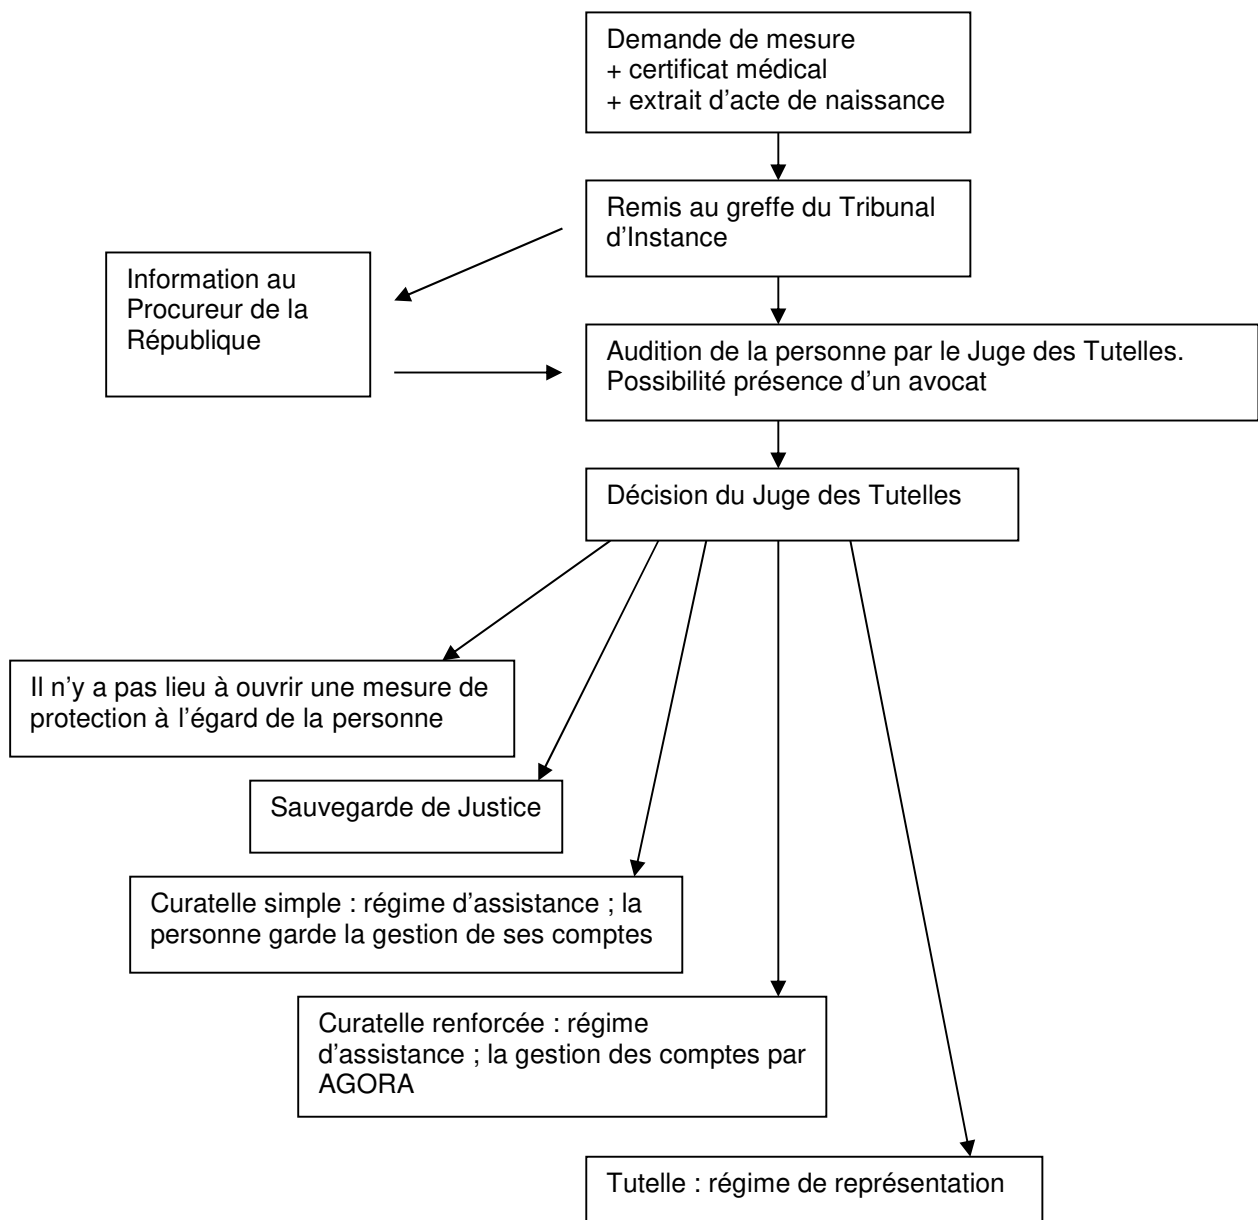 Demande de mesure
+ certificat médical
+ extrait d’acte de naissance
Remis au greffe du Tribunal
d’Instance
Information au
Procureur de la
République
Audition de la personne par le Juge des Tutelles.
Possibilité présence d’un avocat
Décision du Juge des Tutelles
Il n’y a pas lieu à ouvrir une mesure de
protection à l’égard de la personne
Sauvegarde de Justice
Curatelle simple : régime d’assistance ; la
personne garde la gestion de ses comptes
Curatelle renforcée : régime
d’assistance ; la gestion des comptes par
AGORA
Tutelle : régime de représentation